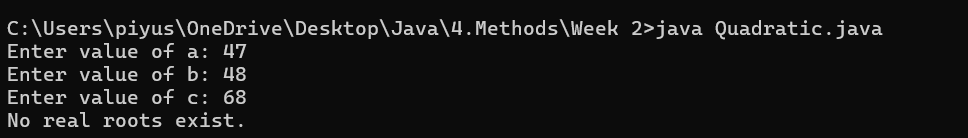 C:\Users\piyus\OneDrive\Desktop\Java\4.Methods\Week 2>java Quadratic.java
Enter value of a: 47
Enter value of b: 48
Enter value of c: 68
No real roots exist.